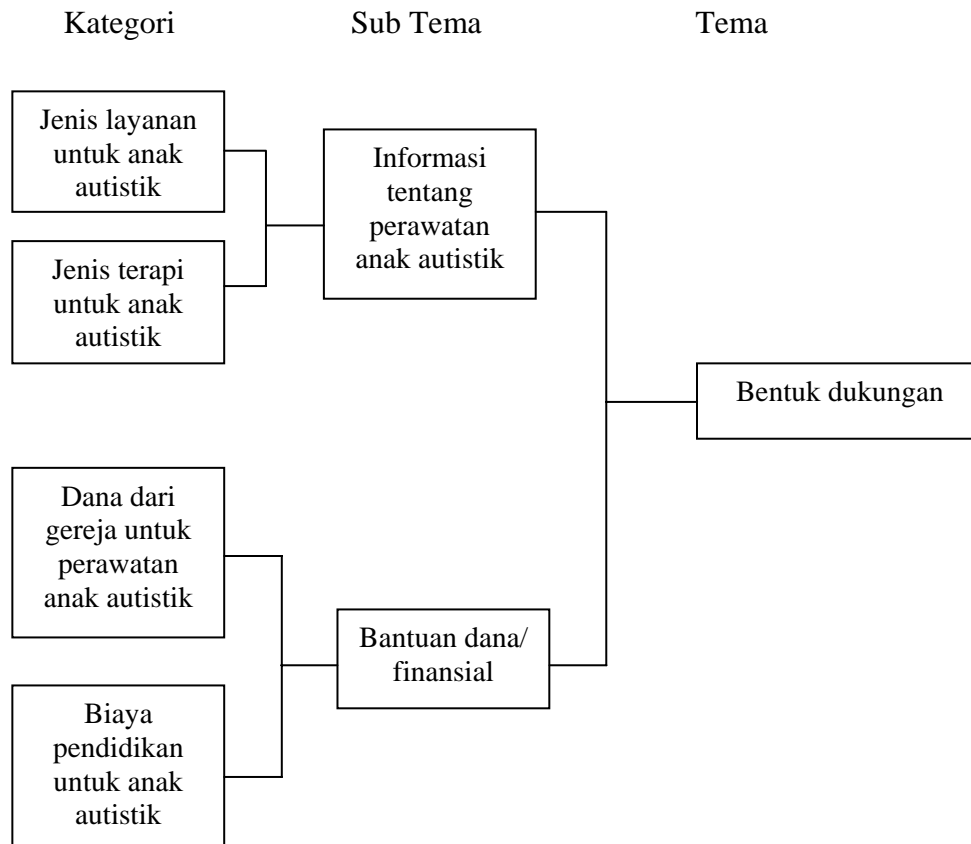 Kategori
Sub Tema
Tema
Jenis layanan
untuk anak
autistik
Jenis terapi
untuk anak
autistik
Informasi
tentang
perawatan
anak autistik
Bentuk dukungan
Dana dari
gereja untuk
perawatan
anak autistik
Biaya
pendidikan
untuk anak
autistik
Bantuan dana/
finansial